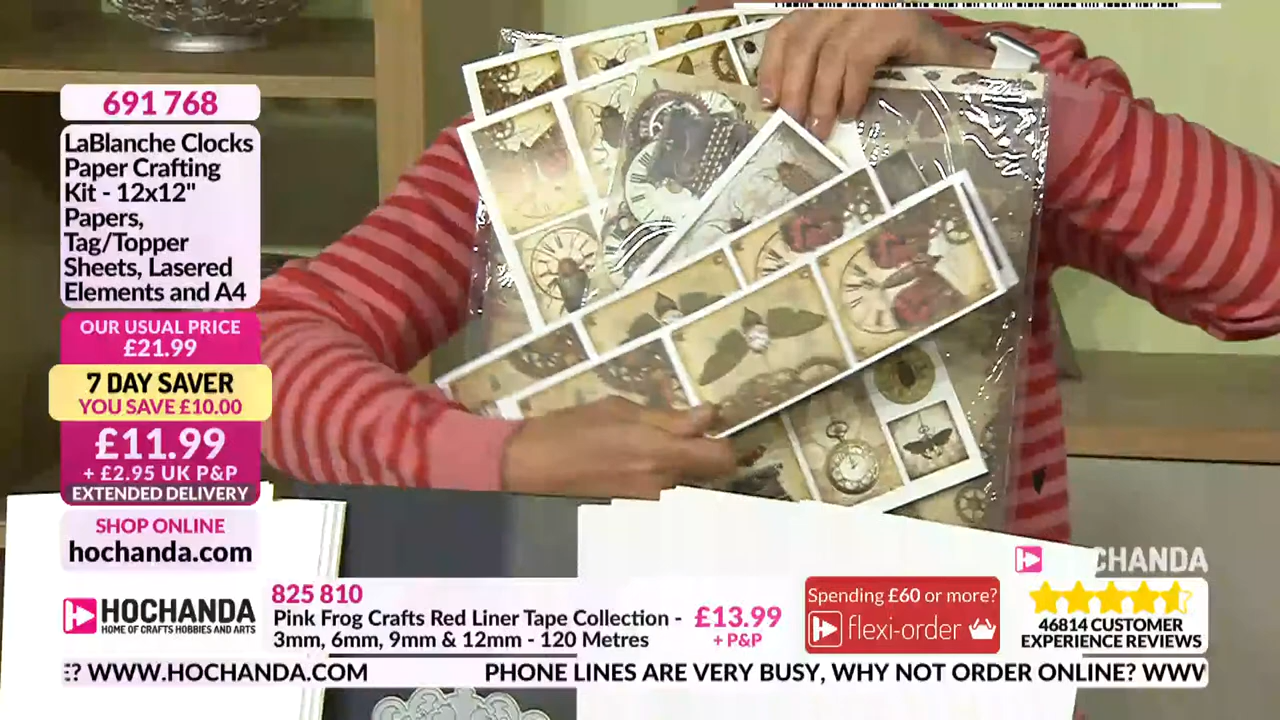 691 768
LaBlanche Clocks
Paper Crafting
Kit - 12x12"
Papers,
Tag/Topper
Sheets, Lasered
Elements and A4
OUR USUAL PRICE
£21.99
7 DAY SAVER
YOU SAVE £10.00
£11.99
+ £2.95 UK P&P
EXTENDED DELIVERY
SHOP ONLINE
hochanda.com
HOCHANDA
HOME OF CRAFTS HOBBIES AND ARTS
825 810
Pink Frog Crafts Red Liner Tape Collection -
3mm, 6mm, 9mm & 12mm - 120 Metres
£13.99
+ P&P
Spending £60 or more?
flexi-order
HOCHANDA
46814 CUSTOMER
EXPERIENCE REVIEWS
E? WWW.HOCHANDA.COM PHONE LINES ARE VERY BUSY, WHY NOT ORDER ONLINE? WWW